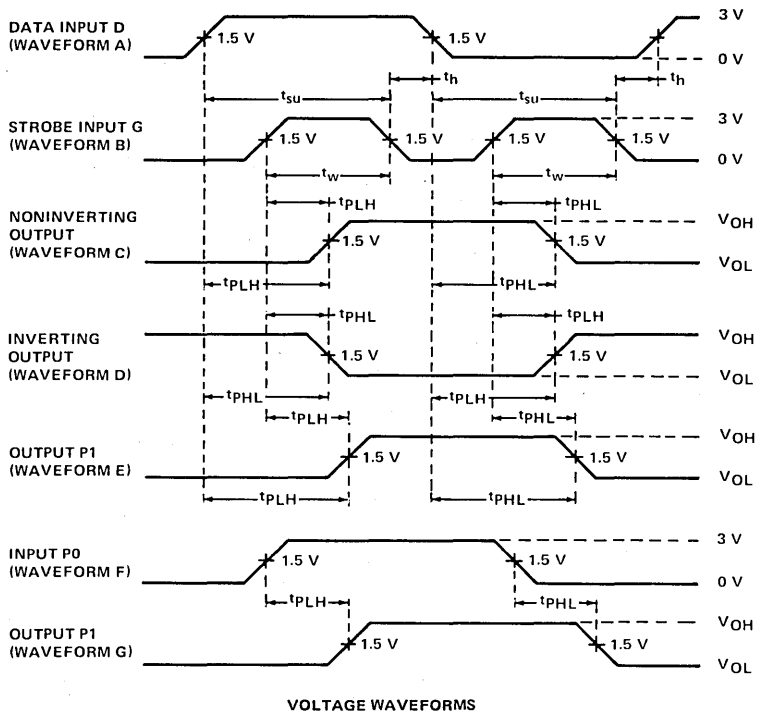 DATA INPUT D
(WAVEFORM A)
1.5 V
1.5 V
3 V
0 V
th
th
tsu
tsu
STROBE INPUT G
(WAVEFORM B)
1.5 V
1.5 V
1.5 V
1.5 V
3 V
0 V
tw
tw
NONINVERTING
OUTPUT
(WAVEFORM C)
tPLH
tPHL
1.5 V
1.5 V
VOH
VOL
tPLH
tPHL
INVERTING
OUTPUT
(WAVEFORM D)
tPHL
tPLH
1.5 V
1.5 V
VOH
VOL
tPHL
tPLH
tPLH
tPHL
OUTPUT P1
(WAVEFORM E)
1.5 V
1.5 V
VOH
VOL
tPLH
tPHL
INPUT P0
(WAVEFORM F)
1.5 V
1.5 V
3 V
0 V
tPLH
tPHL
OUTPUT P1
(WAVEFORM G)
1.5 V
1.5 V
VOH
VOL
VOLTAGE WAVEFORMS